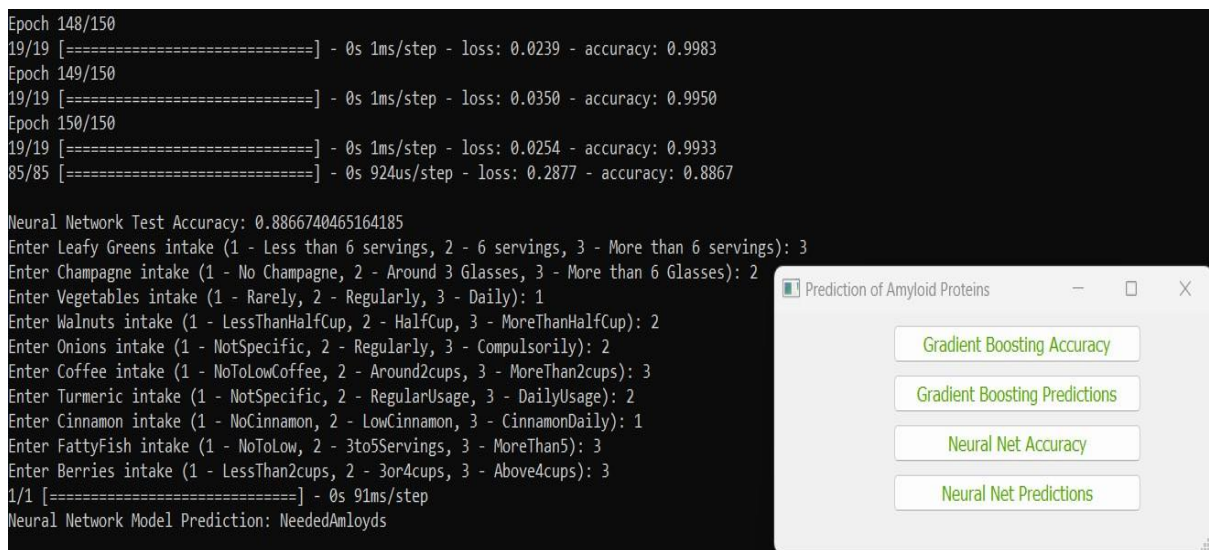 Epoch 148/150
19/19 [==============================] - 0s 1ms/step - loss: 0.0239 - accuracy: 0.9983
Epoch 149/150
19/19 [==============================] - 0s 1ms/step - loss: 0.0350 - accuracy: 0.9950
Epoch 150/150
19/19 [==============================] - 0s 1ms/step - loss: 0.0254 - accuracy: 0.9933
85/85 [==============================] - 0s 924us/step - loss: 0.2877 - accuracy: 0.8867
Neural Network Test Accuracy: 0.8866740465164185
Enter Leafy Greens intake (1 - Less than 6 servings, 2 - 6 servings, 3 - More than 6 servings): 3
Enter Champagne intake (1 - No Champagne, 2 - Around 3 Glasses, 3 - More than 6 Glasses): 2
Enter Vegetables intake (1 - Rarely, 2 - Regularly, 3 - Daily): 1
Enter Walnuts intake (1 - LessThanHalfCup, 2 - HalfCup, 3 - MoreThanHalfCup): 2
Enter Onions intake (1 - NotSpecific, 2 - Regularly, 3 - Compulsorily): 2
Enter Coffee intake (1 - NoToLowCoffee, 2 - Around2cups, 3 - MoreThan2cups): 3
Enter Turmeric intake (1 - NotSpecific, 2 - RegularUsage, 3 - DailyUsage): 2
Enter Cinnamon intake (1 - NoCinnamon, 2 - LowCinnamon, 3 - CinnamonDaily): 1
Enter FattyFish intake (1 - NoToLow, 2 - 3to5Servings, 3 - MoreThan5): 3
Enter Berries intake (1 - LessThan2cups, 2 - 3or4cups, 3 - Above4cups): 3
1/1 [==============================] - 0s 91ms/step
Neural Network Model Prediction: NeededAmloyds
Prediction of Amyloid Proteins
Gradient Boosting Accuracy
Gradient Boosting Predictions
Neural Net Accuracy
Neural Net Predictions